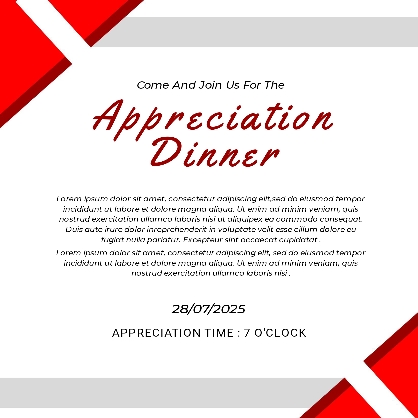 Come And Join Us For The
Appreciation
Dinner
Lorem ipsum dolor sit amet, consectetur adipiscing elit,sed do eiusmod tempor
incididunt ut labore et dolore magna aliqua. Ut enim ad minim veniam, quis
nostrud exercitation ullamco laboris nisi ut aliquipex ea commodo consequat.
Duis aute irure dolor inreprehenderit in voluptate velit esse cillum dolore eu
fugiat nulla pariatur. Excepteur sint occaecat cupidatat .
Lorem ipsum dolor sit amet, consectetur adipiscing elit, sed do eiusmod tempor
incididunt ut labore et dolore magna aliqua. Ut enim ad minim veniam, quis
nostrud exercitation ullamco laboris nisi .
28/07/2025
APPRECIATION TIME : 7 O'CLOCK